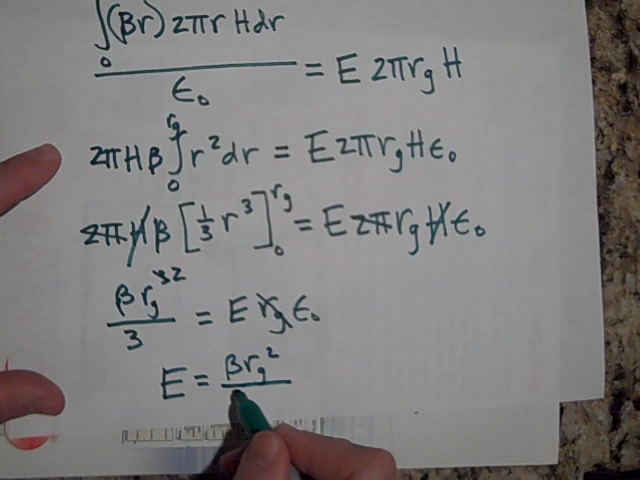 ∫₀(βr) 2πr H dr / ϵ₀ = E 2πr_g H
2πHβ ∫₀^{r_g} r² dr = E 2πr_g H ϵ₀
2πHβ [1/3 r³]₀^{r_g} = E 2πr_g H ϵ₀
βr_g^{3 2} / 3 = E r_g ϵ₀
E = βr_g² /